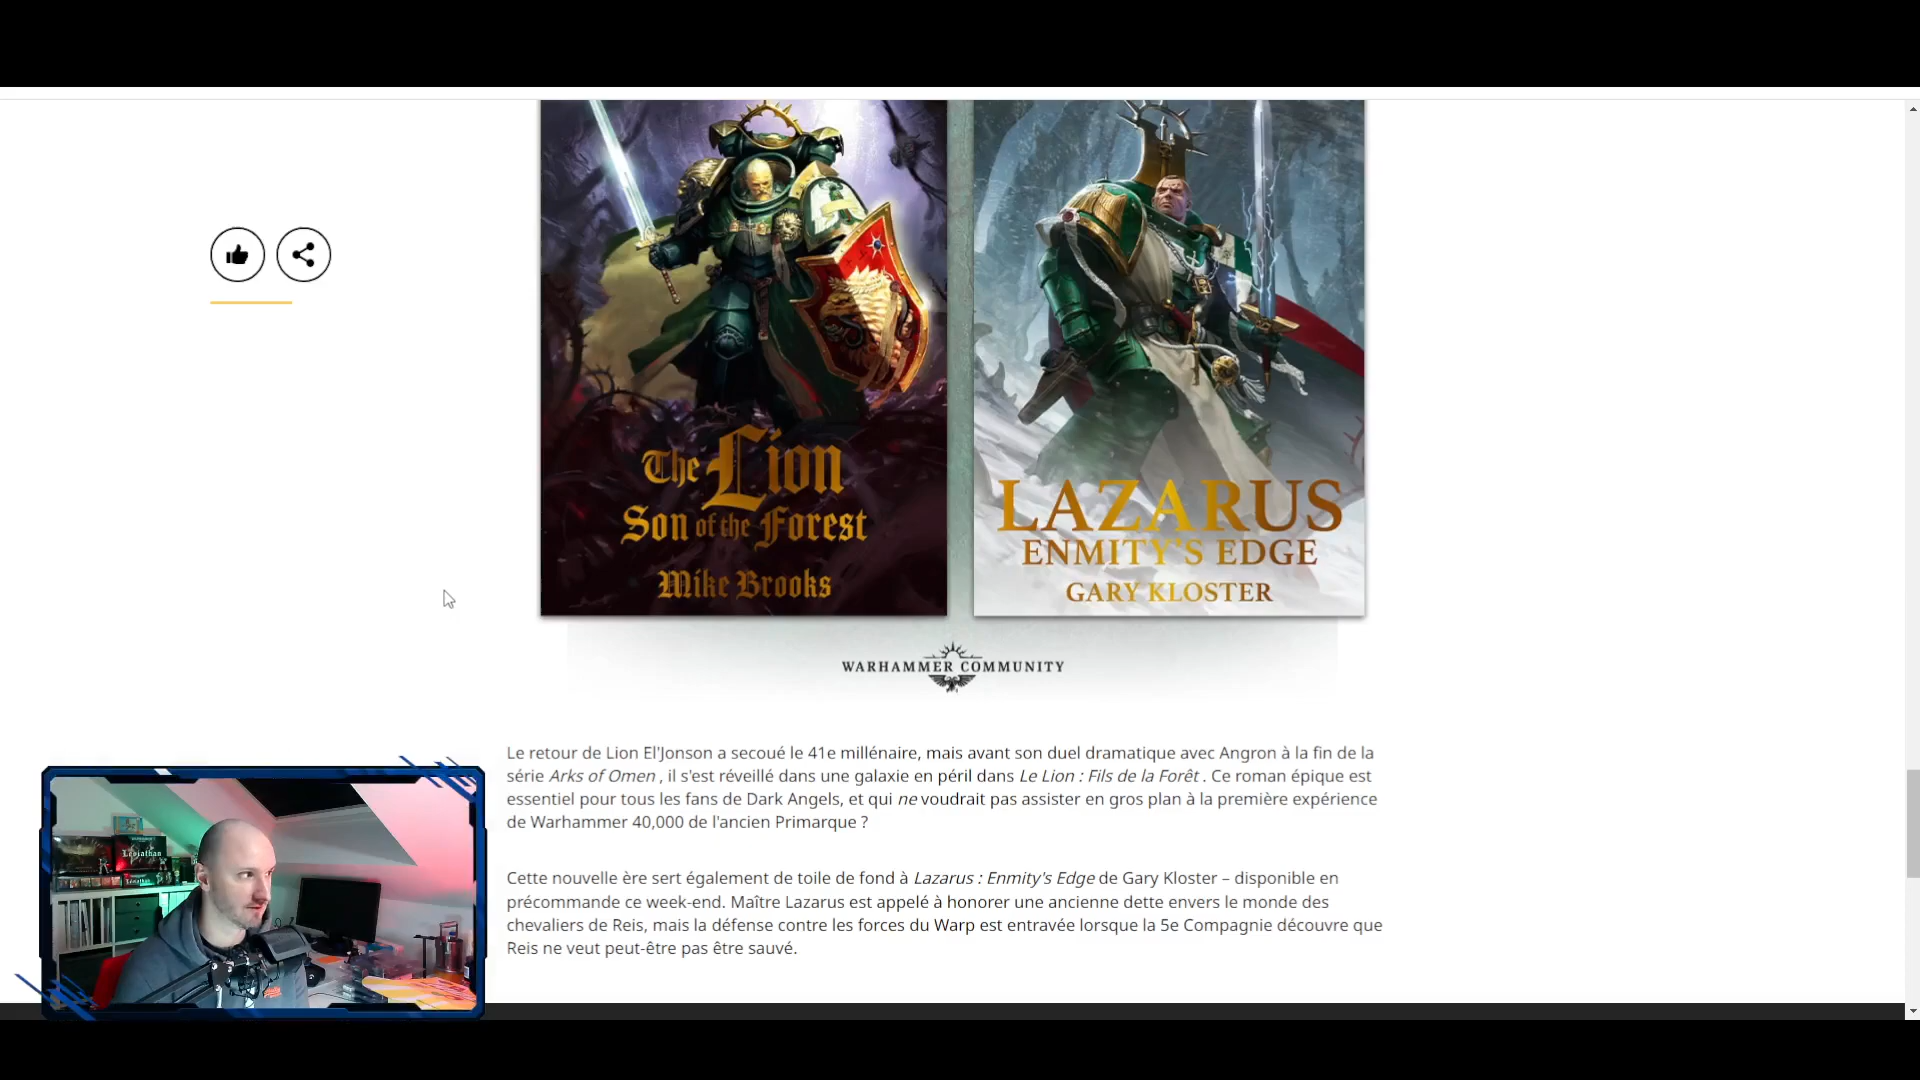 The Lion
Son of the Forest
Mike Brooks
LAZARUS
ENMITY'S EDGE
GARY KLOSTER
WARHAMMER COMMUNITY
Le retour de Lion El'Jonson a secoué le 41e millénaire, mais avant son duel dramatique avec Angron à la fin de la
série Arks of Omen , il s'est réveillé dans une galaxie en péril dans Le Lion : Fils de la Forêt . Ce roman épique est
essentiel pour tous les fans de Dark Angels, et qui ne voudrait pas assister en gros plan à la première expérience
de Warhammer 40,000 de l'ancien Primarque ?
Cette nouvelle ère sert également de toile de fond à Lazarus : Enmity's Edge de Gary Kloster – disponible en
précommande ce week-end. Maître Lazarus est appelé à honorer une ancienne dette envers le monde des
chevaliers de Reis, mais la défense contre les forces du Warp est entravée lorsque la 5e Compagnie découvre que
Reis ne veut peut-être pas être sauvé.
Leviathan